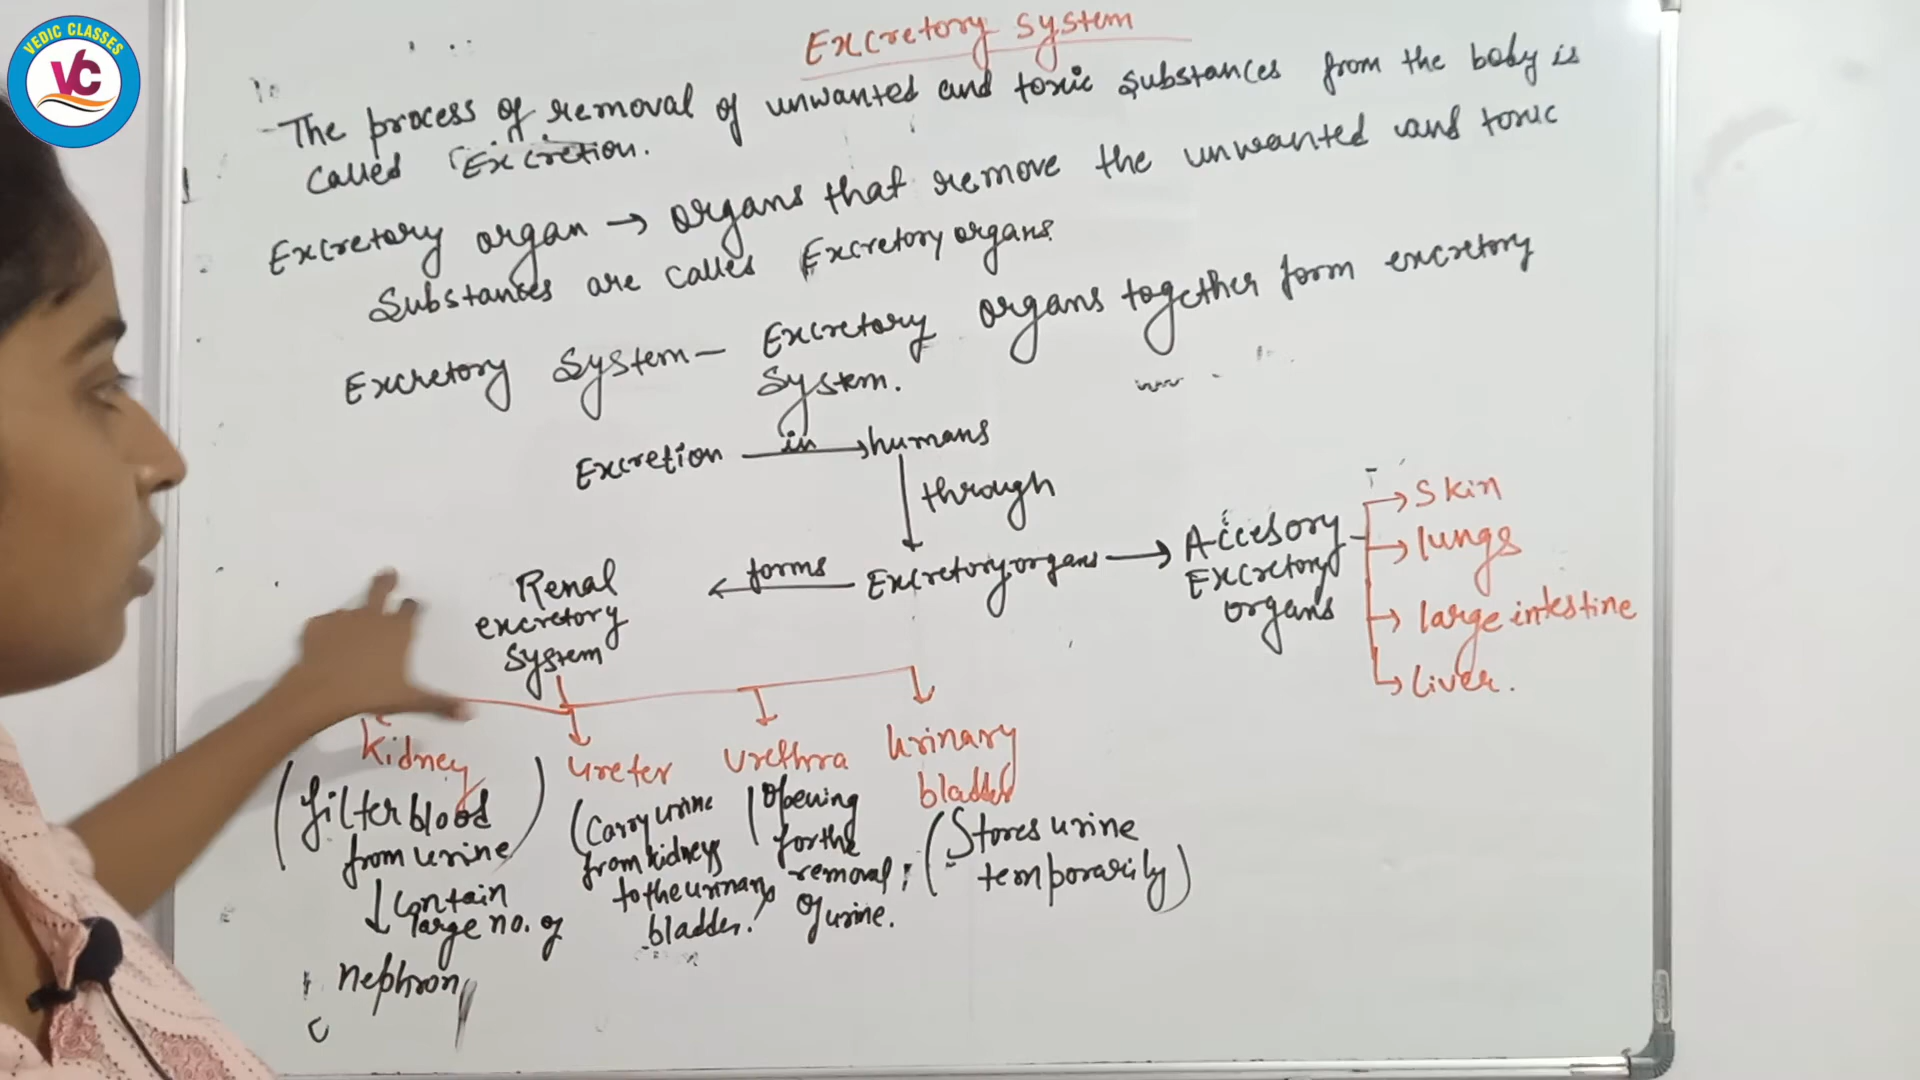 VEDIC CLASSES
VC
Excretory System
- The process of removal of unwanted and toxic substances from the body is
called Excretion.
Excretory organ → organs that remove the unwanted and toxic
Substances are called Excretory organs.
Excretory System - Excretory organs together form excretory
System.
Excretion in → humans
through
Renal
excretory
System
← forms
Excretory organs →
Accesory
Excretory
organs
→ Skin
→ lungs
→ large intestine
→ liver.
Kidney
(filter blood
from urine)
↓ Contain
large no. of
nephron
Ureter
(Carry urine
from kidneys
to the urinary
bladder.)
Urethra
(Opening
for the
removal
of urine.
Urinary
bladder
(Stores urine
temporarily)